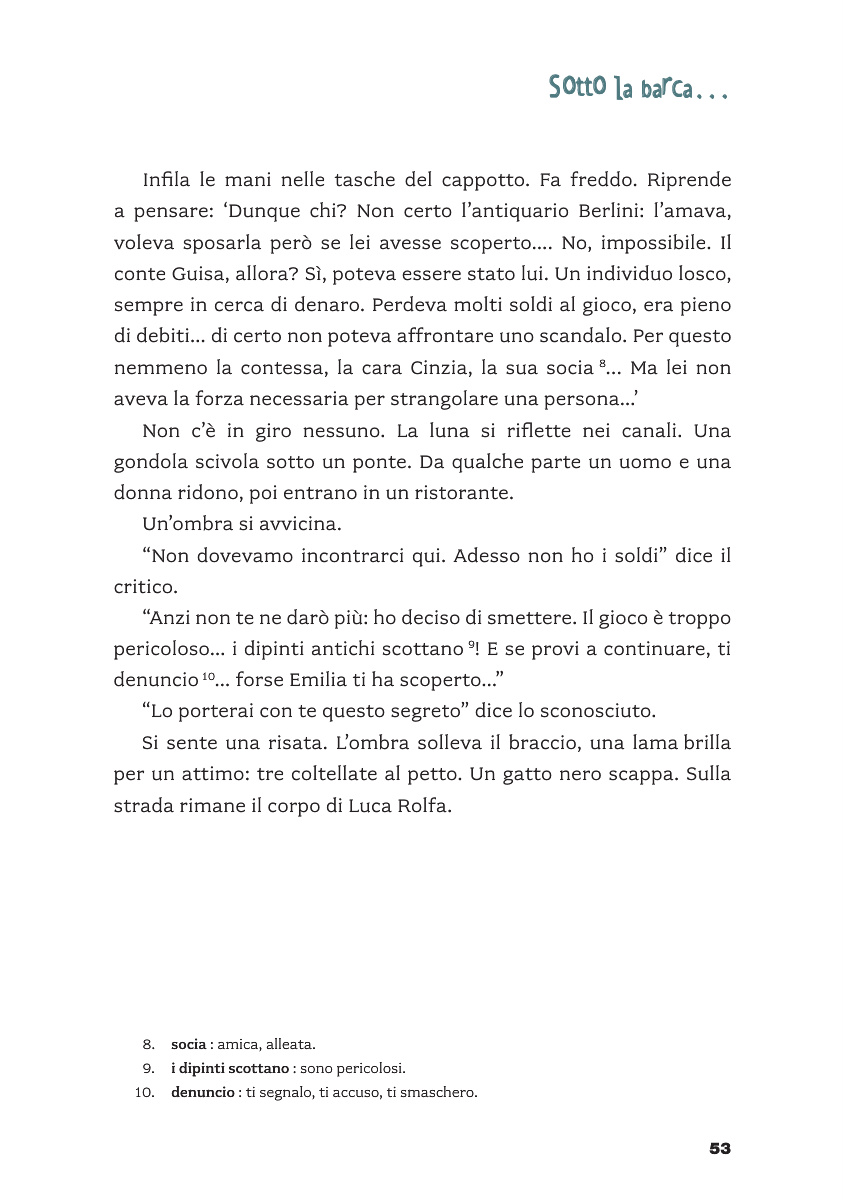 Sotto la barca...
Infila le mani nelle tasche del cappotto. Fa freddo. Riprende
a pensare: ‘Dunque chi? Non certo l’antiquario Berlini: l’amava,
voleva sposarla però se lei avesse scoperto.... No, impossibile. Il
conte Guisa, allora? Sì, poteva essere stato lui. Un individuo losco,
sempre in cerca di denaro. Perdeva molti soldi al gioco, era pieno
di debiti... di certo non poteva affrontare uno scandalo. Per questo
nemmeno la contessa, la cara Cinzia, la sua socia ⁸... Ma lei non
aveva la forza necessaria per strangolare una persona...’
Non c’è in giro nessuno. La luna si riflette nei canali. Una
gondola scivola sotto un ponte. Da qualche parte un uomo e una
donna ridono, poi entrano in un ristorante.
Un’ombra si avvicina.
“Non dovevamo incontrarci qui. Adesso non ho i soldi” dice il
critico.
“Anzi non te ne darò più: ho deciso di smettere. Il gioco è troppo
pericoloso... i dipinti antichi scottano ⁹! E se provi a continuare, ti
denuncio ¹⁰... forse Emilia ti ha scoperto...”
“Lo porterai con te questo segreto” dice lo sconosciuto.
Si sente una risata. L’ombra solleva il braccio, una lama brilla
per un attimo: tre coltellate al petto. Un gatto nero scappa. Sulla
strada rimane il corpo di Luca Rolfa.
8. socia : amica, alleata.
9. i dipinti scottano : sono pericolosi.
10. denuncio : ti segnalo, ti accuso, ti smaschero.
53